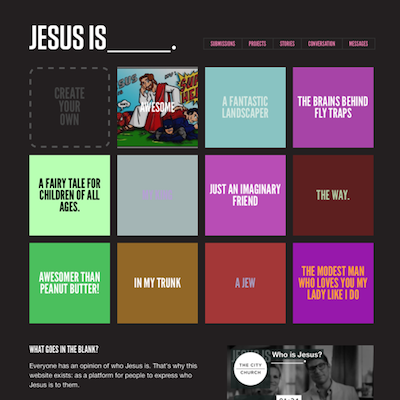 JESUS IS_____.
SUBMISSIONS PROJECTS STORIES CONVERSATION MESSAGES
CREATE
YOUR
OWN
AWESOME
A FANTASTIC
LANDSCAPER
THE BRAINS BEHIND
FLY TRAPS
A FAIRY TALE FOR
CHILDREN OF ALL
AGES.
JUST AN IMAGINARY
FRIEND
THE WAY.
AWESOMER THAN
PEANUT BUTTER!
IN MY TRUNK
A JEW
THE MODEST MAN
WHO LOVES YOU MY
LADY LIKE I DO
WHAT GOES IN THE BLANK?
Everyone has an opinion of who Jesus is. That's why this
website exists: as a platform for people to express who
Jesus is to them.
THE CITY
CHURCH
Who is Jesus?